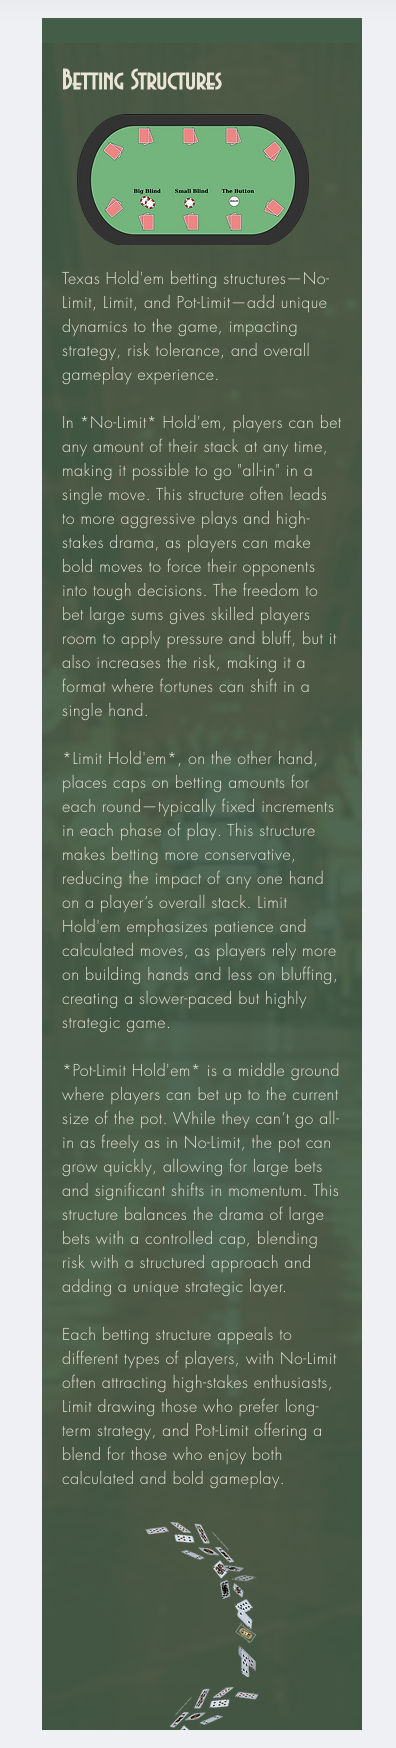 Betting Structures
Big Blind Small Blind The Button
Texas Hold'em betting structures—No-
Limit, Limit, and Pot-Limit—add unique
dynamics to the game, impacting
strategy, risk tolerance, and overall
gameplay experience.
In *No-Limit* Hold'em, players can bet
any amount of their stack at any time,
making it possible to go "all-in" in a
single move. This structure often leads
to more aggressive plays and high-
stakes drama, as players can make
bold moves to force their opponents
into tough decisions. The freedom to
bet large sums gives skilled players
room to apply pressure and bluff, but it
also increases the risk, making it a
format where fortunes can shift in a
single hand.
*Limit Hold'em*, on the other hand,
places caps on betting amounts for
each round—typically fixed increments
in each phase of play. This structure
makes betting more conservative,
reducing the impact of any one hand
on a player's overall stack. Limit
Hold'em emphasizes patience and
calculated moves, as players rely more
on building hands and less on bluffing,
creating a slower-paced but highly
strategic game.
*Pot-Limit Hold'em* is a middle ground
where players can bet up to the current
size of the pot. While they can't go all-
in as freely as in No-Limit, the pot can
grow quickly, allowing for large bets
and significant shifts in momentum. This
structure balances the drama of large
bets with a controlled cap, blending
risk with a structured approach and
adding a unique strategic layer.
Each betting structure appeals to
different types of players, with No-Limit
often attracting high-stakes enthusiasts,
Limit drawing those who prefer long-
term strategy, and Pot-Limit offering a
blend for those who enjoy both
calculated and bold gameplay.